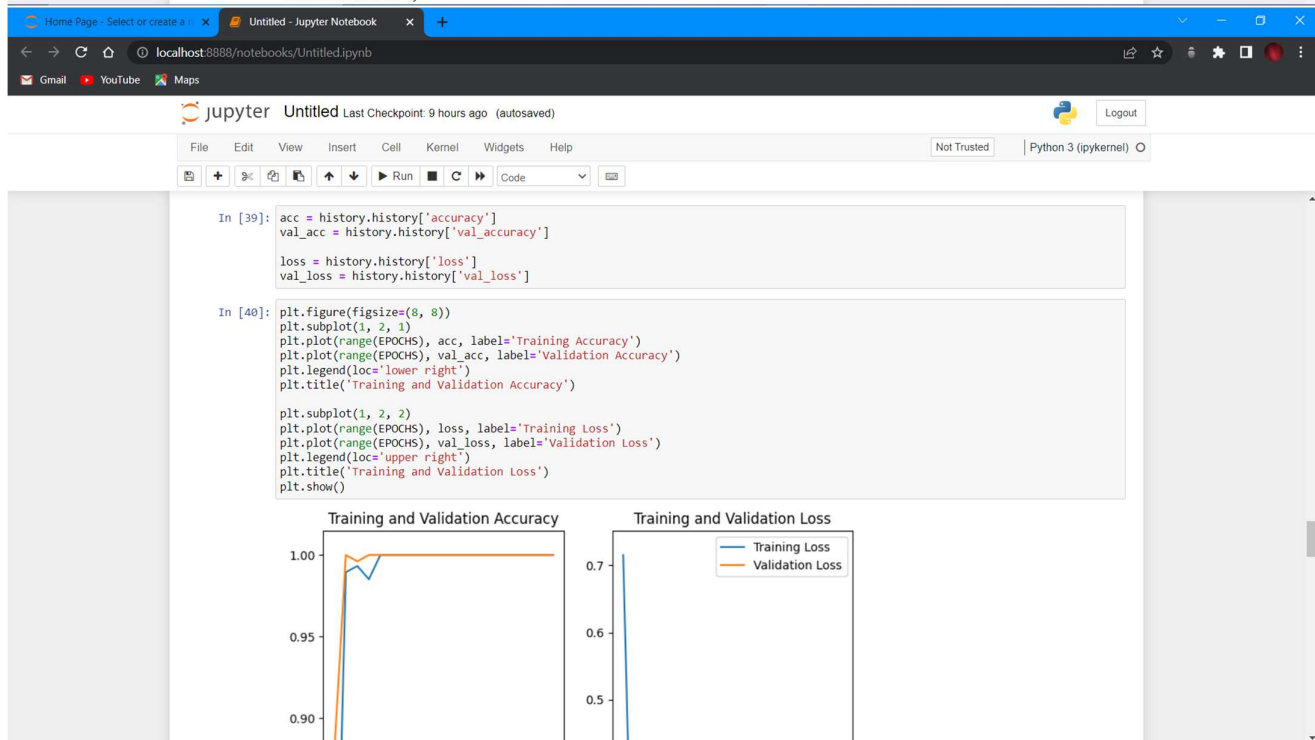 Home Page - Select or create a n
Untitled - Jupyter Notebook
localhost:8888/notebooks/Untitled.ipynb
Gmail YouTube Maps
jupyter Untitled Last Checkpoint: 9 hours ago (autosaved)
Logout
File Edit View Insert Cell Kernel Widgets Help
Not Trusted Python 3 (ipykernel)
Run Code
In [39]: acc = history.history['accuracy']
val_acc = history.history['val_accuracy']
loss = history.history['loss']
val_loss = history.history['val_loss']
In [40]: plt.figure(figsize=(8, 8))
plt.subplot(1, 2, 1)
plt.plot(range(EPOCHS), acc, label='Training Accuracy')
plt.plot(range(EPOCHS), val_acc, label='Validation Accuracy')
plt.legend(loc='lower right')
plt.title('Training and Validation Accuracy')
plt.subplot(1, 2, 2)
plt.plot(range(EPOCHS), loss, label='Training Loss')
plt.plot(range(EPOCHS), val_loss, label='Validation Loss')
plt.legend(loc='upper right')
plt.title('Training and Validation Loss')
plt.show()
Training and Validation Accuracy
1.00
0.95
0.90
Training and Validation Loss
Training Loss
Validation Loss
0.7
0.6
0.5